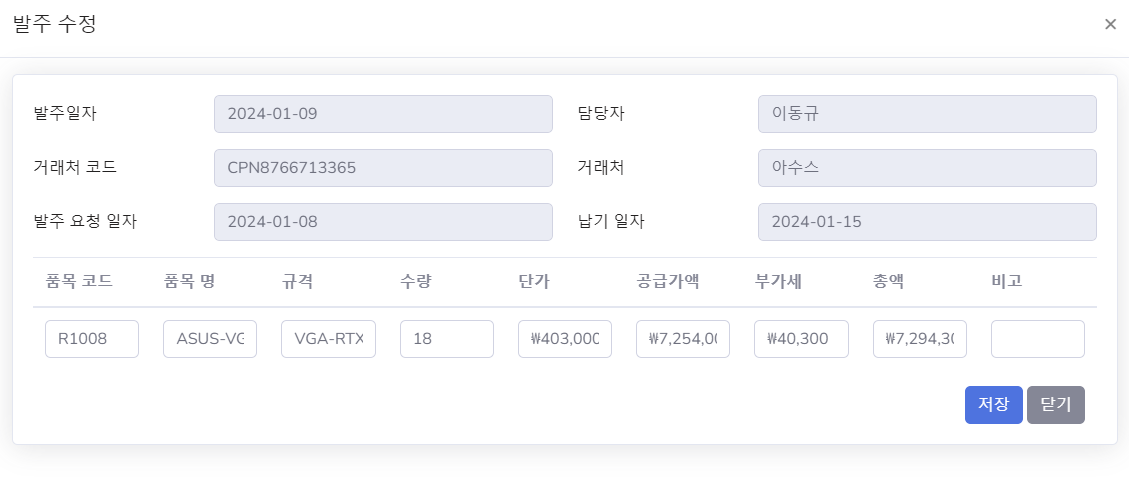 발주 수정
×
발주일자 2024-01-09 담당자 이동규
거래처 코드 CPN8766713365 거래처 아수스
발주 요청 일자 2024-01-08 납기 일자 2024-01-15
품목 코드 품목 명 규격 수량 단가 공급가액 부가세 총액 비고
R1008 ASUS-VG VGA-RTX 18 ₩403,000 ₩7,254,00 ₩40,300 ₩7,294,30
저장 닫기